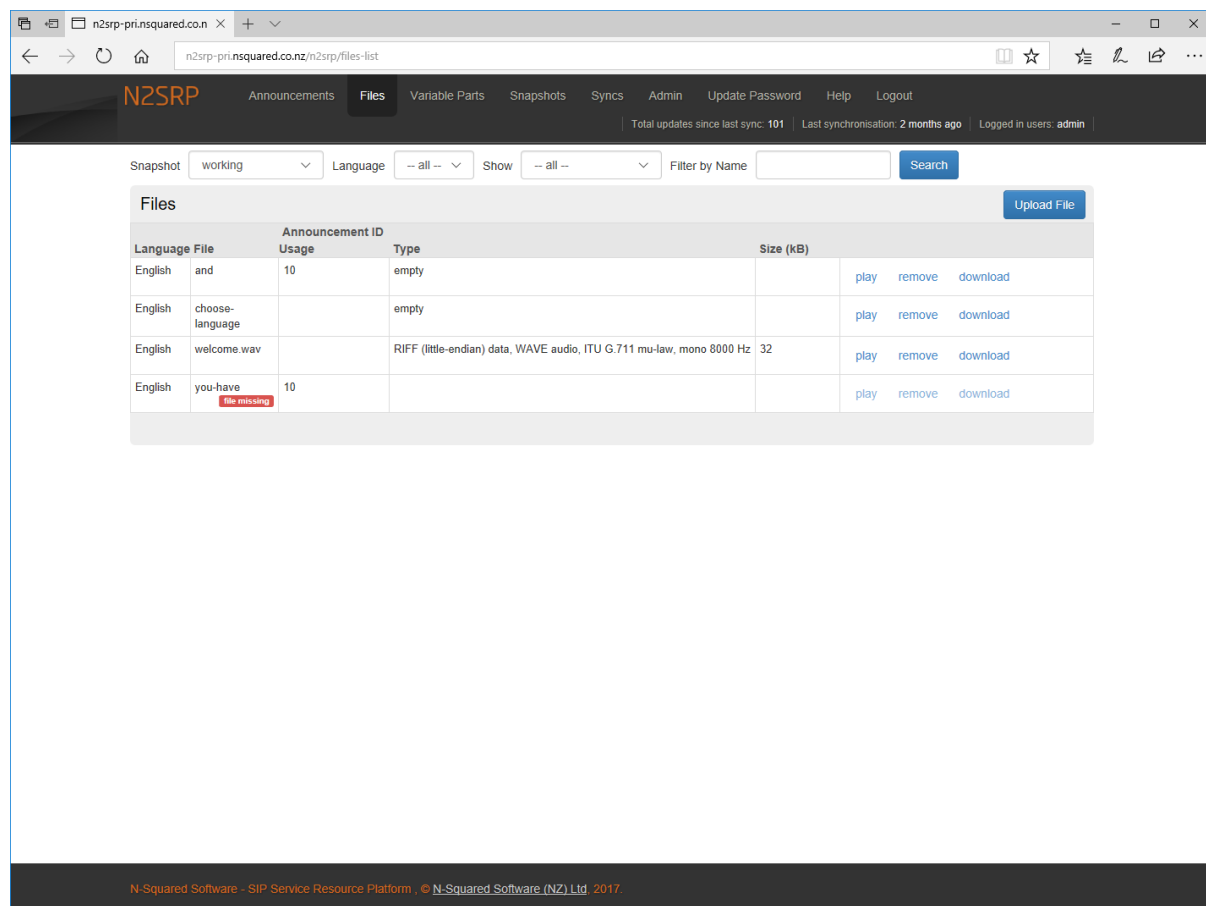 n2srp-pri.nsquared.co.n
n2srp-pri.nsquared.co.nz/n2srp/files-list
N2SRP Announcements Files Variable Parts Snapshots Syncs Admin Update Password Help Logout
Total updates since last sync: 101 Last synchronisation: 2 months ago Logged in users: admin
Snapshot working Language -- all -- Show -- all -- Filter by Name Search
Files Upload File
Announcement ID
Language File Usage Type Size (kB)
English and 10 empty play remove download
English choose- empty play remove download
language
English welcome.wav RIFF (little-endian) data, WAVE audio, ITU G.711 mu-law, mono 8000 Hz 32 play remove download
English you-have 10 play remove download
file missing
N-Squared Software - SIP Service Resource Platform , © N-Squared Software (NZ) Ltd, 2017.